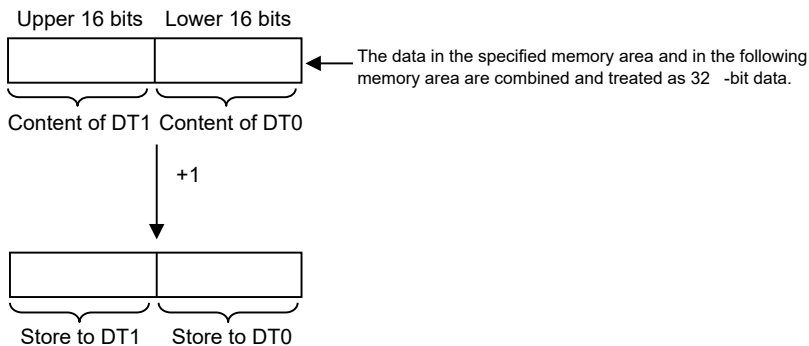 Upper 16 bits Lower 16 bits
The data in the specified memory area and in the following
memory area are combined and treated as 32 -bit data.
Content of DT1 Content of DT0
+1
Store to DT1 Store to DT0